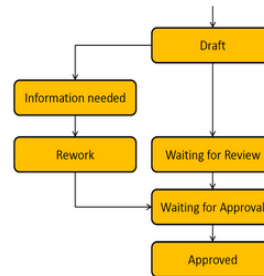 Draft
Information needed
Rework
Waiting for Review
Waiting for Approval
Approved